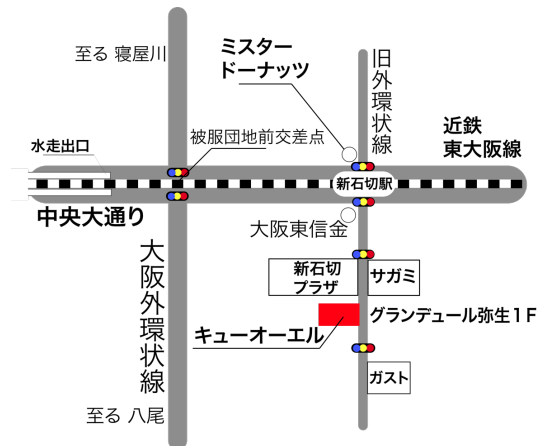 至る 寝屋川
ミスター
ドーナッツ
旧外環状線
近鉄
東大阪線
被服団地前交差点
水走出口
新石切駅
中央大通り
大阪東信金
大阪外環状線
新石切
プラザ
サガミ
グランデュール弥生1F
キューオーエル
ガスト
至る 八尾